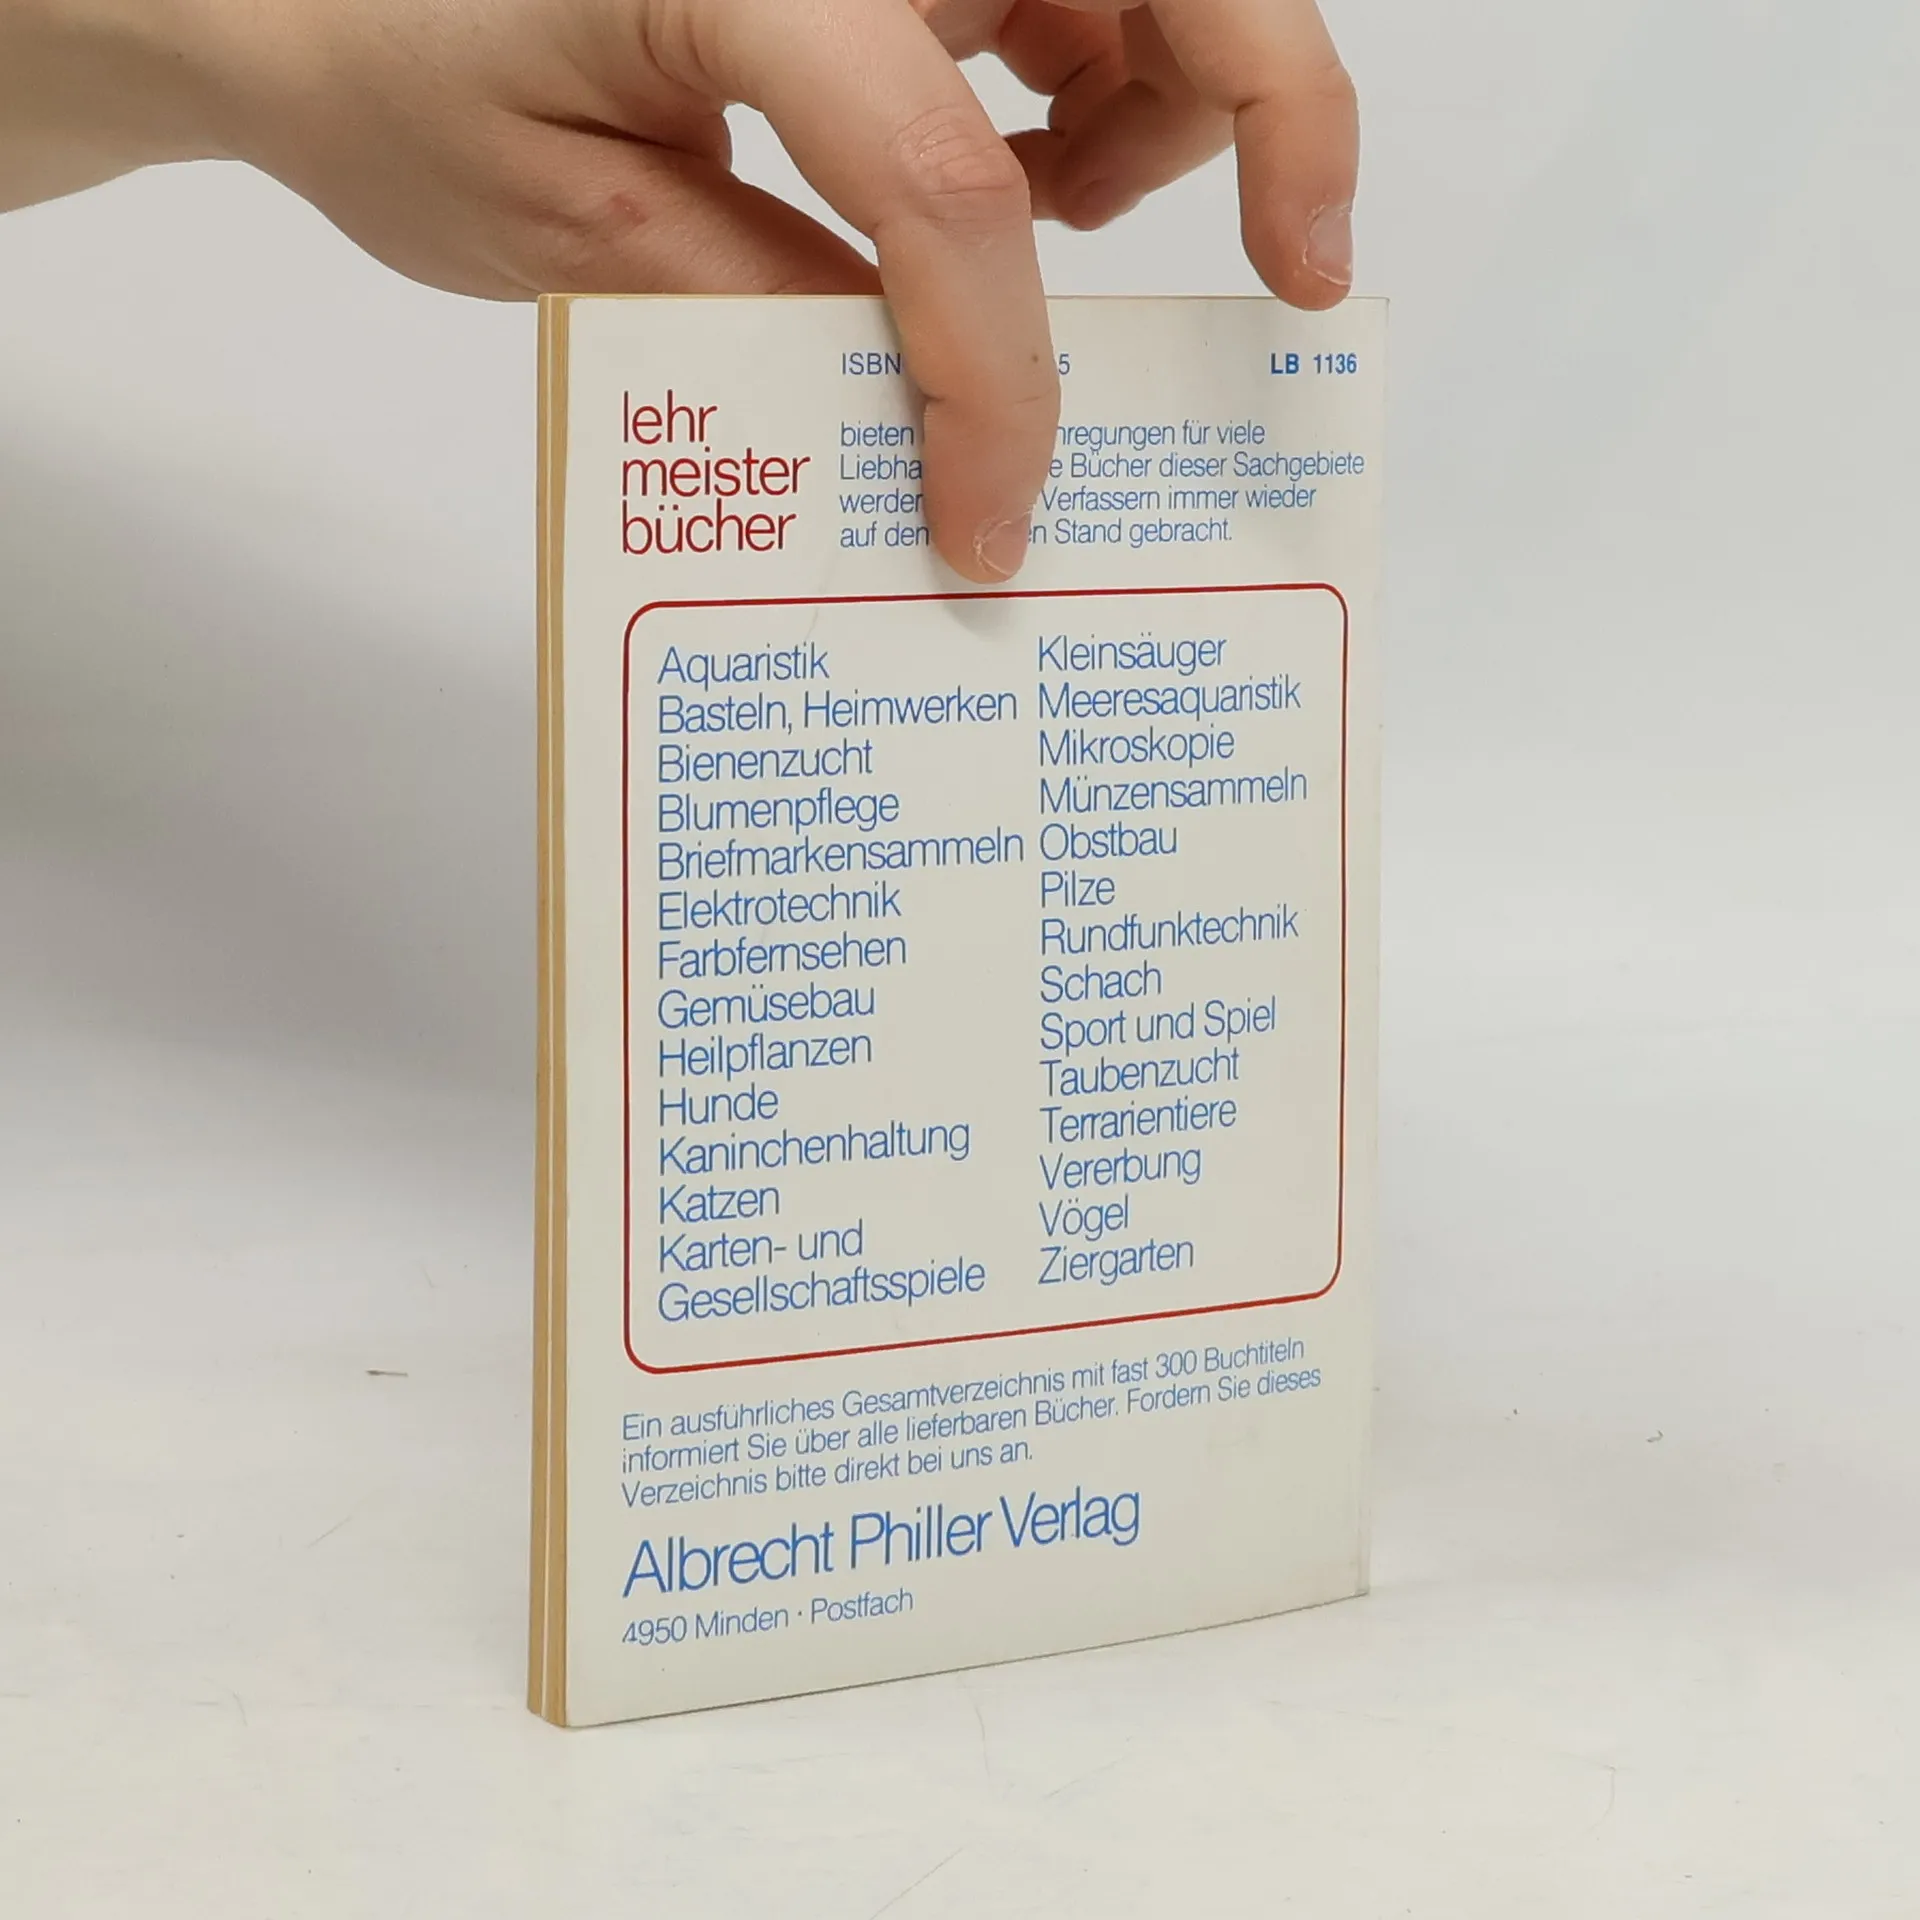 ISBN 5 LB 1136
lehr
meister
bücher
bieten für viele
Bücher dieser Sachgebiete
Verfassern immer wieder
auf den Stand gebracht.
Aquaristik
Basteln, Heimwerken
Bienenzucht
Blumenpflege
Briefmarkensammeln
Elektrotechnik
Farbfernsehen
Gemüsebau
Heilpflanzen
Hunde
Kaninchenhaltung
Katzen
Karten- und
Gesellschaftsspiele
Kleinsäuger
Meeresaquaristik
Mikroskopie
Münzensammeln
Obstbau
Pilze
Rundfunktechnik
Schach
Sport und Spiel
Taubenzucht
Terrarientiere
Vererbung
Vögel
Ziergarten
Ein ausführliches Gesamtverzeichnis mit fast 300 Buchtiteln
informiert Sie über alle lieferbaren Bücher. Fordern Sie dieses
Verzeichnis bitte direkt bei uns an.
Albrecht Philler Verlag
4950 Minden · Postfach